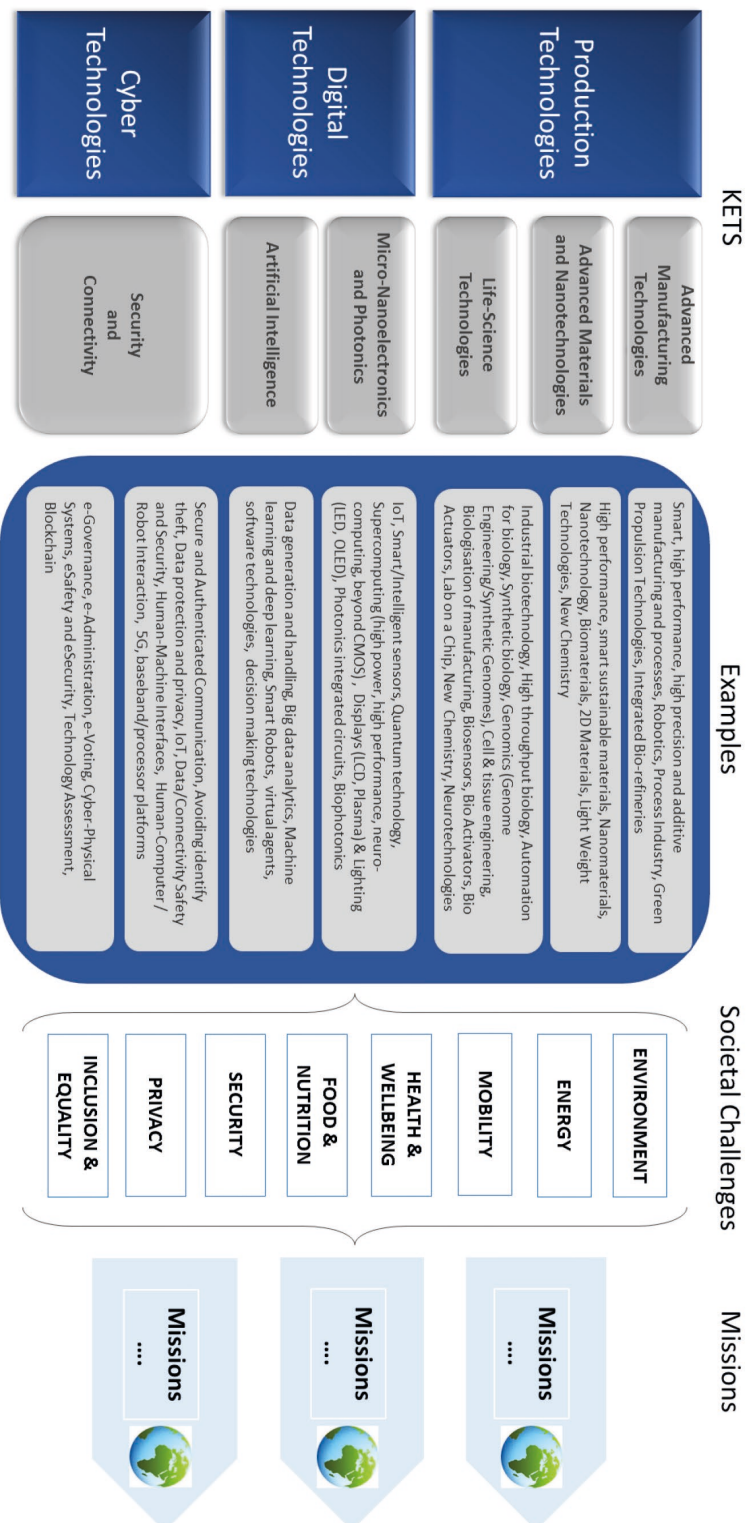 KETS
Examples
Societal Challenges
Missions
Production
Technologies
Advanced
Manufacturing
Technologies
Smart, high performance, high precision and additive
manufacturing and processes, Robotics, Process Industry, Green
Propulsion Technologies, Integrated Bio-refineries
Advanced Materials
and Nanotechnologies
High performance, smart sustainable materials, Nanomaterials,
Nanotechnology, Biomaterials, 2D Materials, Light Weight
Technologies, New Chemistry
Life-Science
Technologies
Industrial biotechnology, High throughput biology, Automation
for biology, Synthetic biology, Genomics (Genome
Engineering/Synthetic Genomes), Cell & tissue engineering,
Biologisation of manufacturing, Biosensors, Bio Activators, Bio
Actuators, Lab on a Chip, New Chemistry, Neurotechnologies
Digital
Technologies
Micro-Nanoelectronics
and Photonics
IoT, Smart/Intelligent sensors, Quantum technology,
Supercomputing (high power, high performance, neuro-
computing, beyond CMOS), Displays (LCD, Plasma) & Lighting
(LED, OLED), Photonics integrated circuits, Biophotonics
Artificial Intelligence
Data generation and handling, Big data analytics, Machine
learning and deep learning, Smart Robots, virtual agents,
software technologies, decision making technologies
Cyber
Technologies
Security
and
Connectivity
Secure and Authenticated Communication, Avoiding identify
theft, Data protection and privacy, IoT, Data/Connectivity Safety
and Security, Human-Machine Interfaces, Human-Computer /
Robot Interaction, 5G, baseband/processor platforms
e-Governance, e-Administration, e-Voting, Cyber-Physical
Systems, eSafety and eSecurity, Technology Assessment,
Blockchain
ENVIRONMENT
ENERGY
MOBILITY
HEALTH &
WELLBEING
FOOD &
NUTRITION
SECURITY
PRIVACY
INCLUSION &
EQUALITY
Missions
....
Missions
....
Missions
....